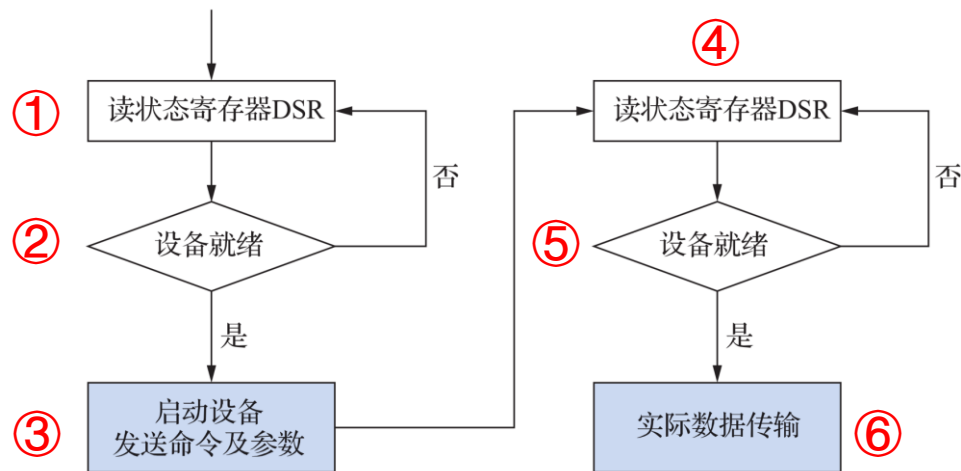 ①
读状态寄存器DSR
否
②
设备就绪
是
③
启动设备
发送命令及参数
④
读状态寄存器DSR
否
⑤
设备就绪
是
实际数据传输
⑥